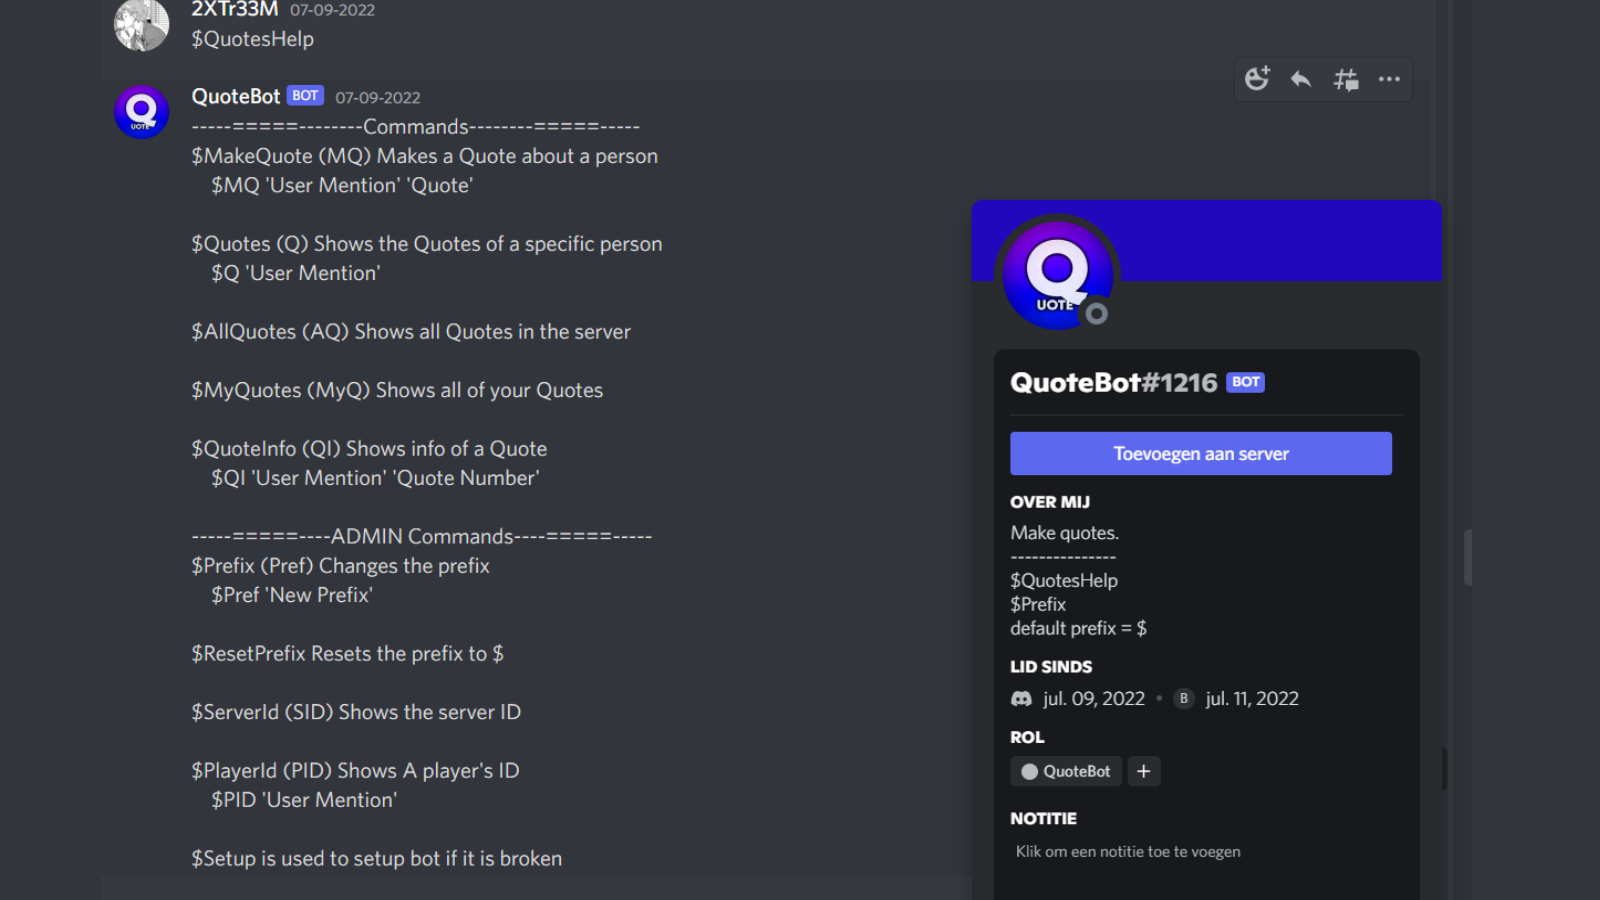 2XTr33M 07-09-2022
$QuotesHelp
QuoteBot BOT 07-09-2022
-----=====--------Commands--------=====-----
$MakeQuote (MQ) Makes a Quote about a person
$MQ 'User Mention' 'Quote'
$Quotes (Q) Shows the Quotes of a specific person
$Q 'User Mention'
$AllQuotes (AQ) Shows all Quotes in the server
$MyQuotes (MyQ) Shows all of your Quotes
$QuoteInfo (QI) Shows info of a Quote
$QI 'User Mention' 'Quote Number'
-----=====----ADMIN Commands----=====-----
$Prefix (Pref) Changes the prefix
$Pref 'New Prefix'
$ResetPrefix Resets the prefix to $
$ServerId (SID) Shows the server ID
$PlayerId (PID) Shows A player's ID
$PID 'User Mention'
$Setup is used to setup bot if it is broken
Q
UOTE
Q
UOTE
QuoteBot#1216 BOT
Toevoegen aan server
OVER MIJ
Make quotes.
---------------
$QuotesHelp
$Prefix
default prefix = $
LID SINDS
jul. 09, 2022 • B jul. 11, 2022
ROL
QuoteBot +
NOTITIE
Klik om een notitie toe te voegen